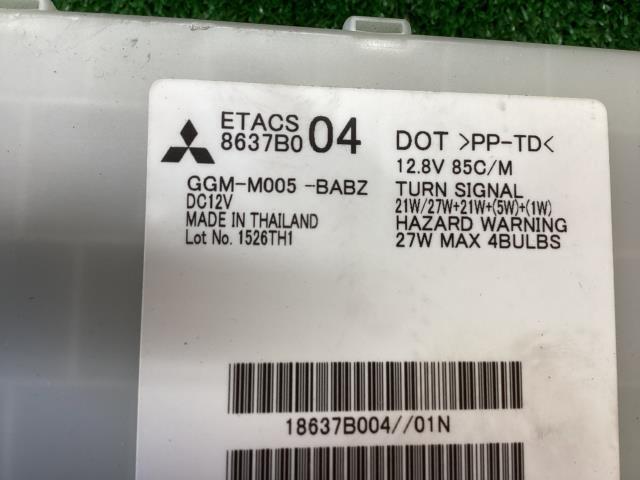 ETACS
8637B0 04
GGM-M005 -BABZ
DC12V
MADE IN THAILAND
Lot No. 1526TH1
DOT >PP-TD<
12.8V 85C/M
TURN SIGNAL
21W/27W+21W+(5W)+(1W)
HAZARD WARNING
27W MAX 4BULBS
18637B004//01N